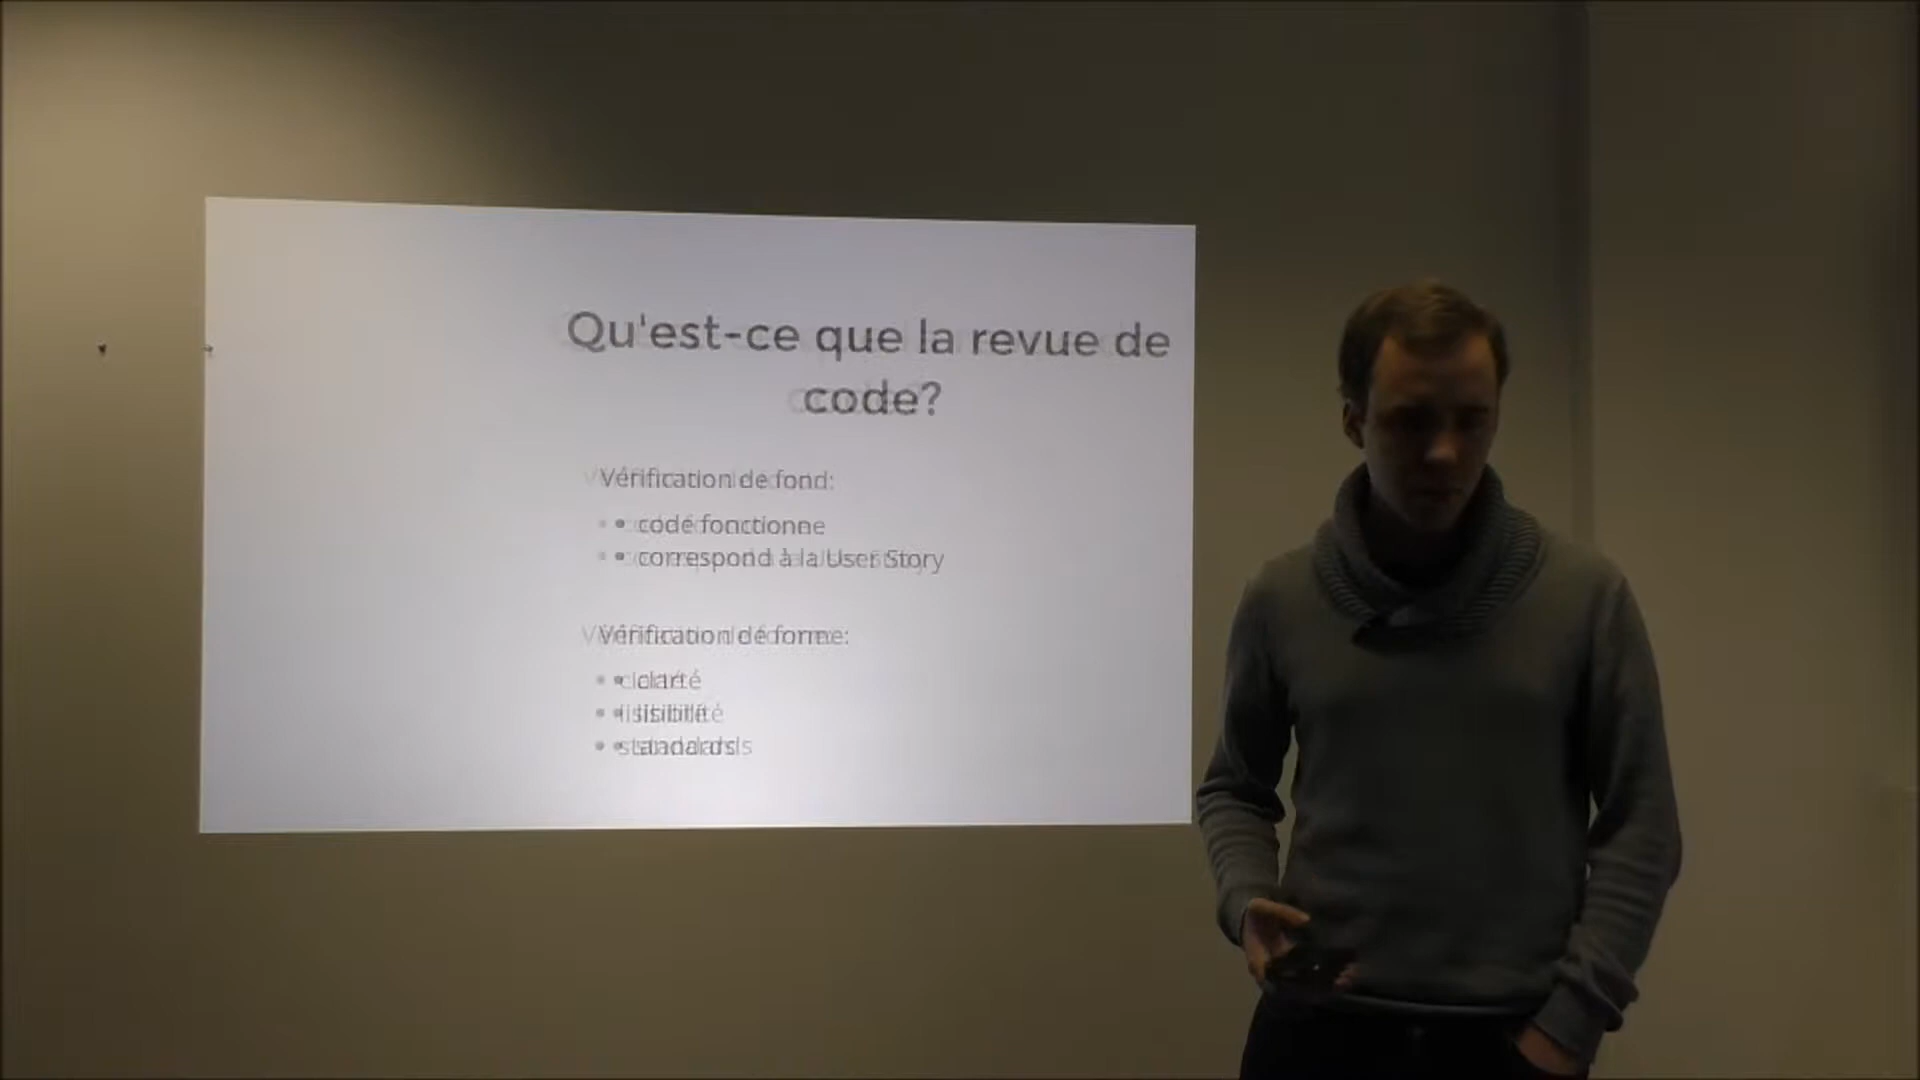 Qu'est-ce que la revue de
code?
Vérification de fond:
• code fonctionne
• correspond à la User Story
Vérification de forme:
• clarté
• lisibilité
• standards